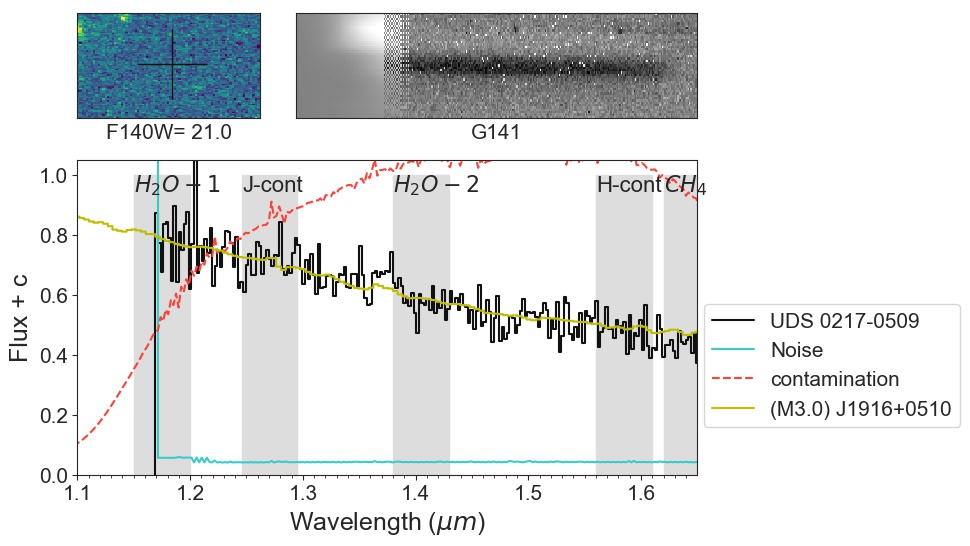 F140W= 21.0
G141
$H_2O-1$
J-cont
$H_2O-2$
H-cont
$CH_4$
Flux + c
1.0
0.8
0.6
0.4
0.2
0.0
1.1
1.2
1.3
1.4
1.5
1.6
Wavelength ($\mu m$)
UDS 0217-0509
Noise
contamination
(M3.0) J1916+0510